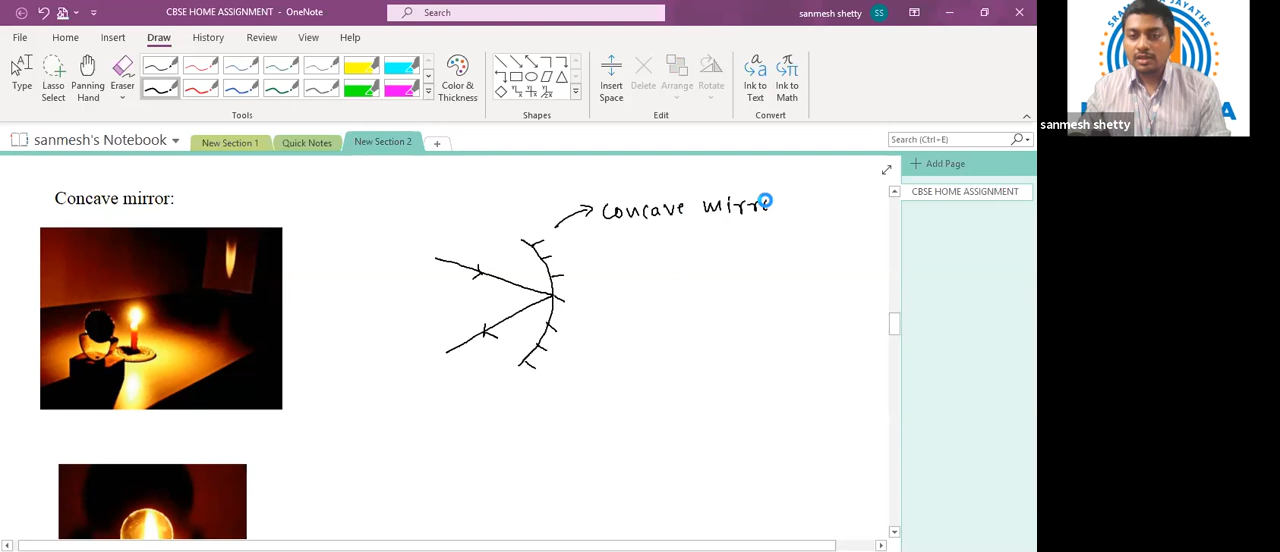 CBSE HOME ASSIGNMENT - OneNote
Search
sanmesh shetty
SS
File Home Insert Draw History Review View Help
Type
Lasso Select
Panning Hand
Eraser
Color & Thickness
Insert Space
Delete
Arrange
Rotate
Ink to Text
Ink to Math
Tools
Shapes
Edit
Convert
sanmesh's Notebook
New Section 1
Quick Notes
New Section 2
Search (Ctrl+E)
Add Page
CBSE HOME ASSIGNMENT
sanmesh shetty
Concave mirror:
concave mirr